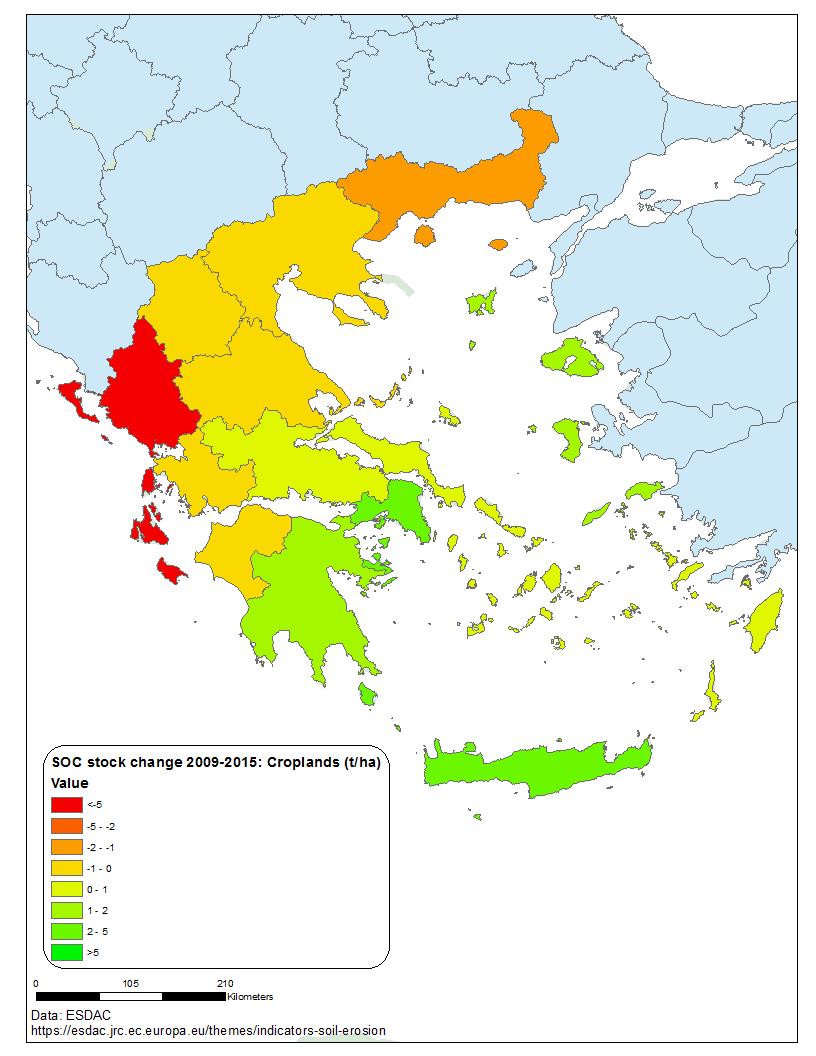 SOC stock change 2009-2015: Croplands (t/ha)
Value
<-5
-5 - -2
-2 - -1
-1 - 0
0 - 1
1 - 2
2 - 5
>5
0 105 210
Kilometers
Data: ESDAC
https://esdac.jrc.ec.europa.eu/themes/indicators-soil-erosion